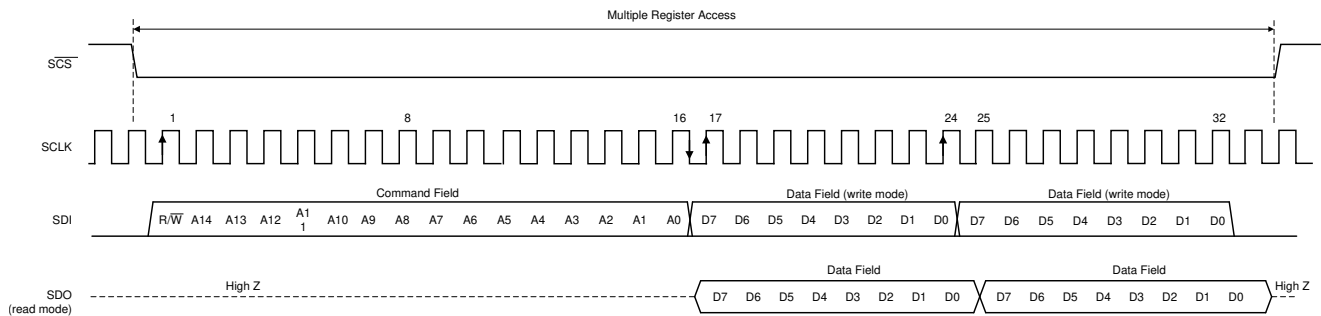 Multiple Register Access
SCS
1 8 16 17 24 25 32
SCLK
Command Field Data Field (write mode) Data Field (write mode)
SDI R/W A14 A13 A12 A1 A10 A9 A8 A7 A6 A5 A4 A3 A2 A1 A0 D7 D6 D5 D4 D3 D2 D1 D0 D7 D6 D5 D4 D3 D2 D1 D0
1
Data Field Data Field
High Z High Z
SDO D7 D6 D5 D4 D3 D2 D1 D0 D7 D6 D5 D4 D3 D2 D1 D0
(read mode)